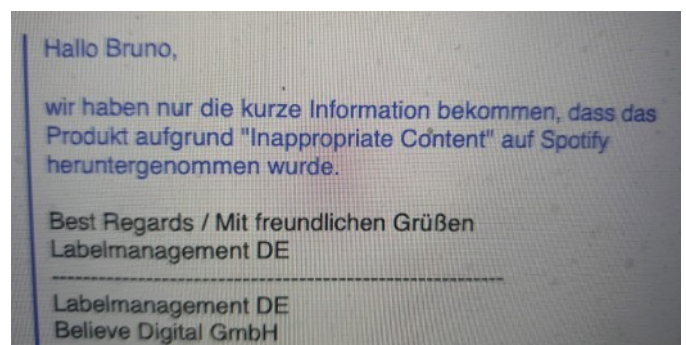 Hallo Bruno,
wir haben nur die kurze Information bekommen, dass das
Produkt aufgrund "Inappropriate Content" auf Spotify
heruntergenommen wurde.
Best Regards / Mit freundlichen Grüßen
Labelmanagement DE
------------------------------------------------------------
Labelmanagement DE
Believe Digital GmbH